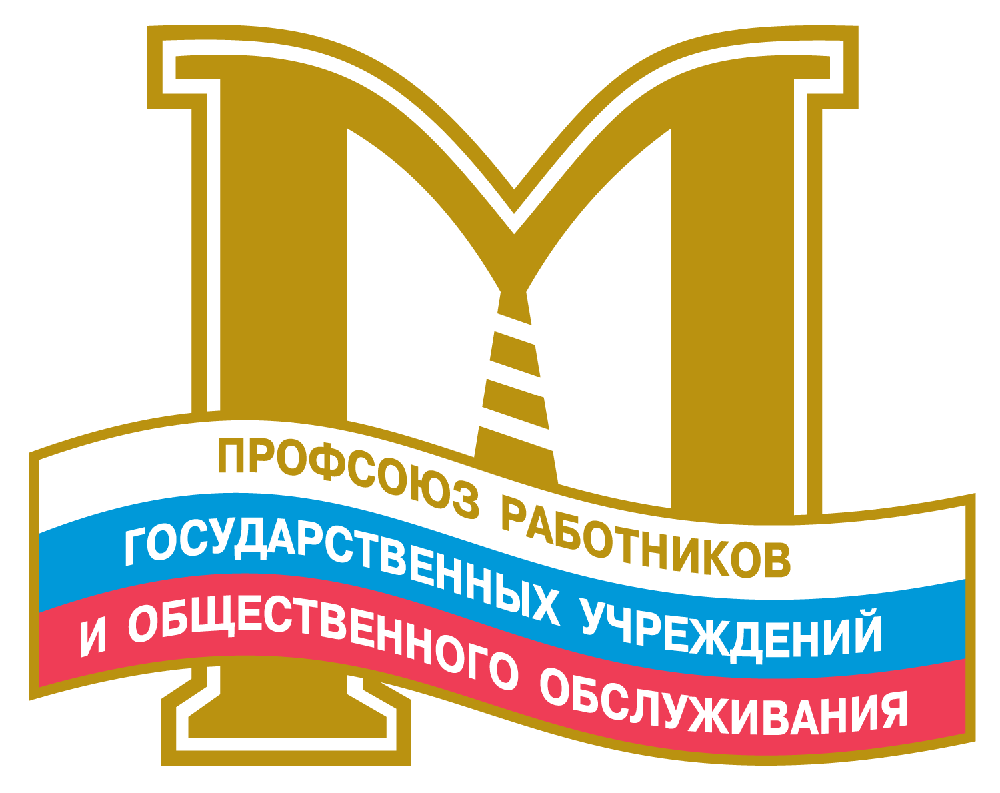 ПРОФСОЮЗ РАБОТНИКОВ
ГОСУДАРСТВЕННЫХ УЧРЕЖДЕНИЙ
И ОБЩЕСТВЕННОГО ОБСЛУЖИВАНИЯ